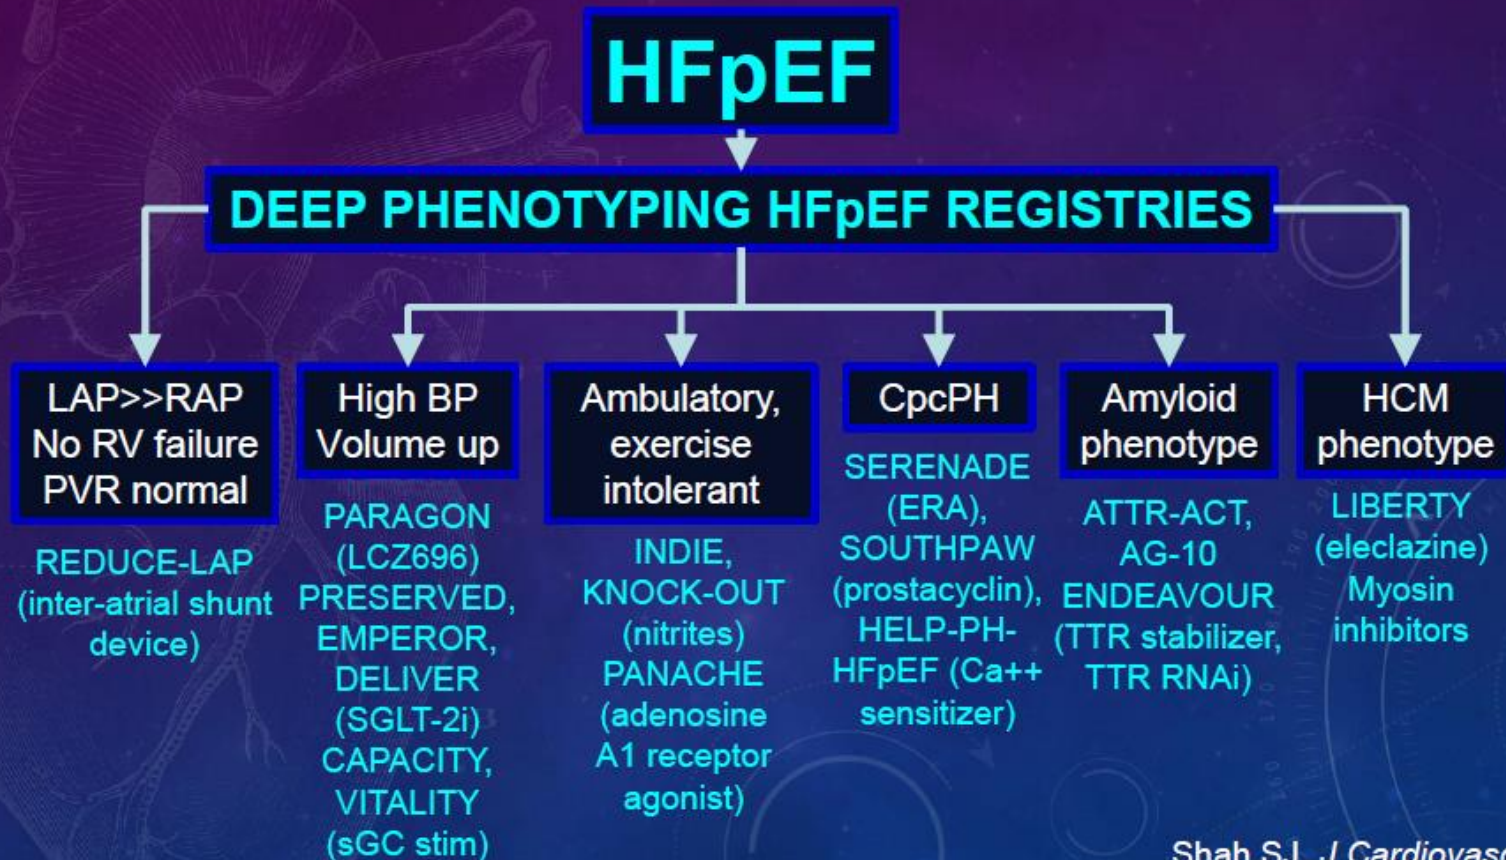 HFpEF
DEEP PHENOTYPING HFpEF REGISTRIES
LAP>>RAP
No RV failure
PVR normal
REDUCE-LAP
(inter-atrial shunt
device)
High BP
Volume up
PARAGON
(LCZ696)
PRESERVED,
EMPEROR,
DELIVER
(SGLT-2i)
CAPACITY,
VITALITY
(sGC stim)
Ambulatory,
exercise
intolerant
INDIE,
KNOCK-OUT
(nitrites)
PANACHE
(adenosine
A1 receptor
agonist)
CpcPH
SERENADE
(ERA),
SOUTHPAW
(prostacyclin),
HELP-PH-
HFpEF (Ca++
sensitizer)
Amyloid
phenotype
ATTR-ACT,
AG-10
ENDEAVOUR
(TTR stabilizer,
TTR RNAi)
HCM
phenotype
LIBERTY
(eleclazine)
Myosin
inhibitors
Shah SJ. J Cardiovasc